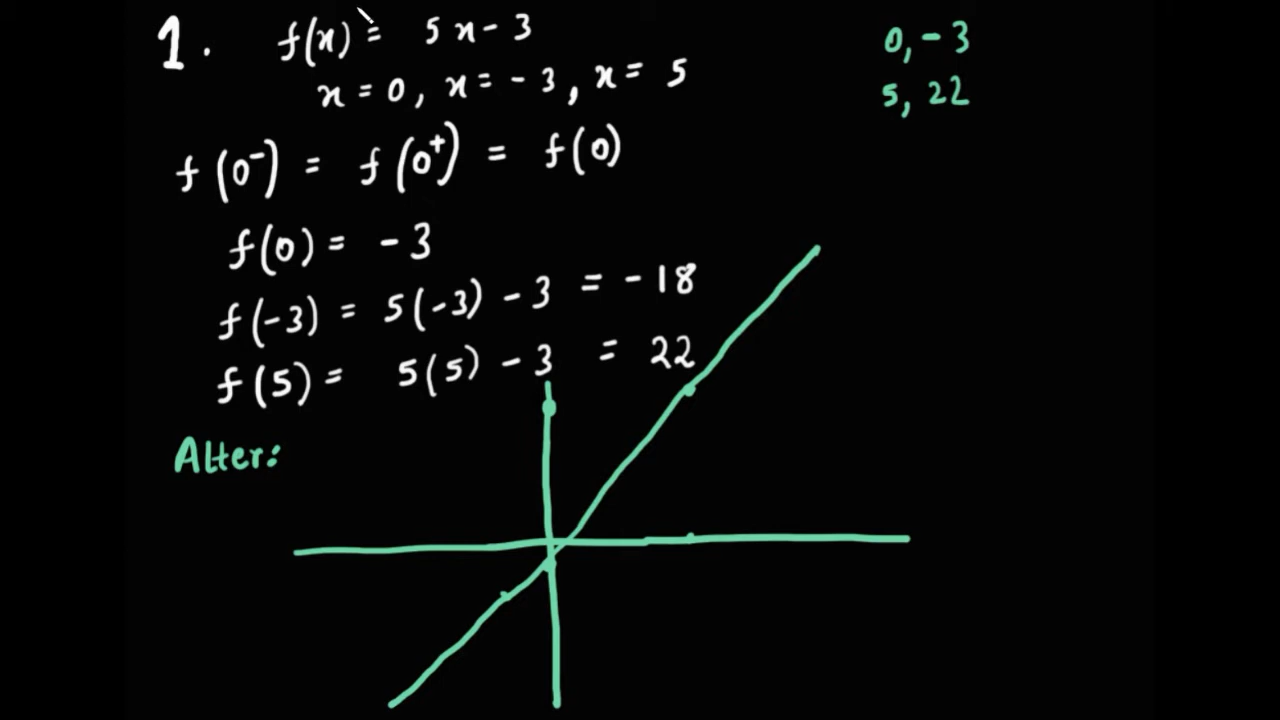 1. f(x) = 5x - 3
x = 0, x = -3, x = 5
f(0⁻) = f(0⁺) = f(0)
f(0) = -3
f(-3) = 5(-3) - 3 = -18
f(5) = 5(5) - 3 = 22
Alter:
0, -3
5, 22